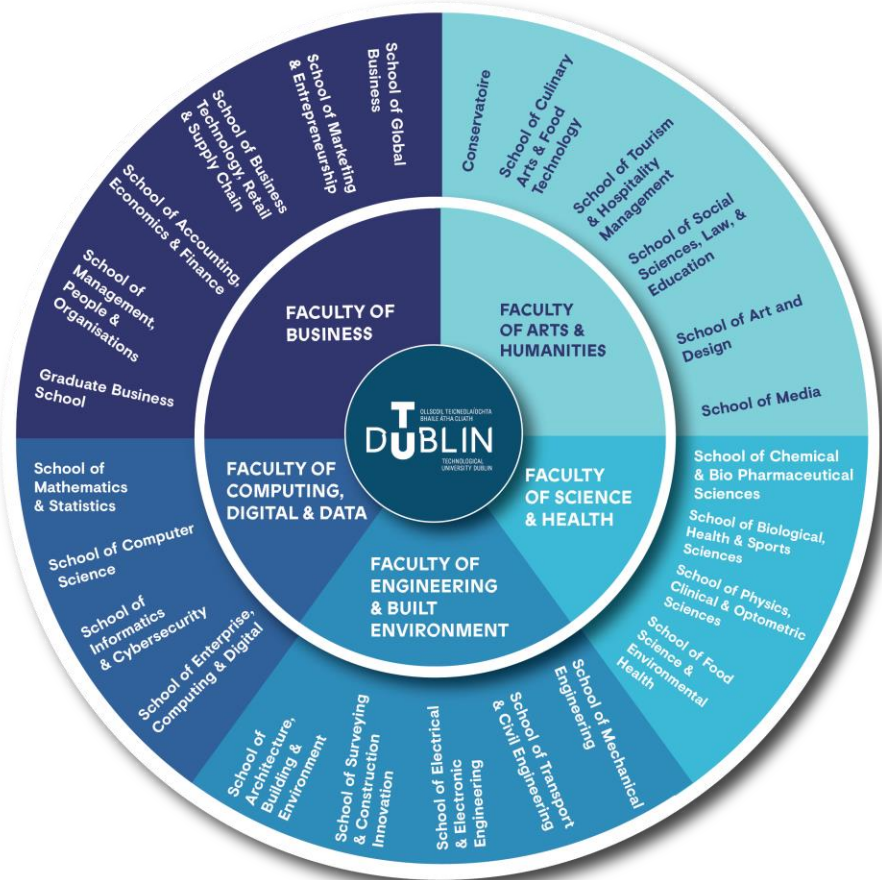 School of Global
Business
School of Marketing
& Entrepreneurship
School of Business
Technology, Retail
& Supply Chain
School of Accounting,
Economics & Finance
School of
Management,
People &
Organisations
Graduate Business
School
FACULTY OF
BUSINESS
Conservatoire
School of Culinary
Arts & Food
Technology
School of Tourism
& Hospitality
Management
School of Social
Sciences, Law, &
Education
School of Art and
Design
School of Media
FACULTY
OF ARTS &
HUMANITIES
OLLSCOIL TEICNEOLAÍOCHTA
BHAILE ÁTHA CLIATH
TU DUBLIN
TECHNOLOGICAL
UNIVERSITY DUBLIN
FACULTY OF
COMPUTING,
DIGITAL & DATA
School of
Mathematics
& Statistics
School of Computer
Science
School of
Informatics
& Cybersecurity
School of Enterprise,
Computing & Digital
FACULTY
OF SCIENCE
& HEALTH
School of Chemical
& Bio Pharmaceutical
Sciences
School of Biological,
Health & Sports
Sciences
School of Physics,
Clinical & Optometric
Sciences
School of Food
Science &
Environmental
Health
FACULTY OF
ENGINEERING
& BUILT
ENVIRONMENT
School of
Architecture,
Building &
Environment
School of Surveying
& Construction
Innovation
School of Electrical
& Electronic
Engineering
School of Transport
& Civil Engineering
School of Mechanical
Engineering